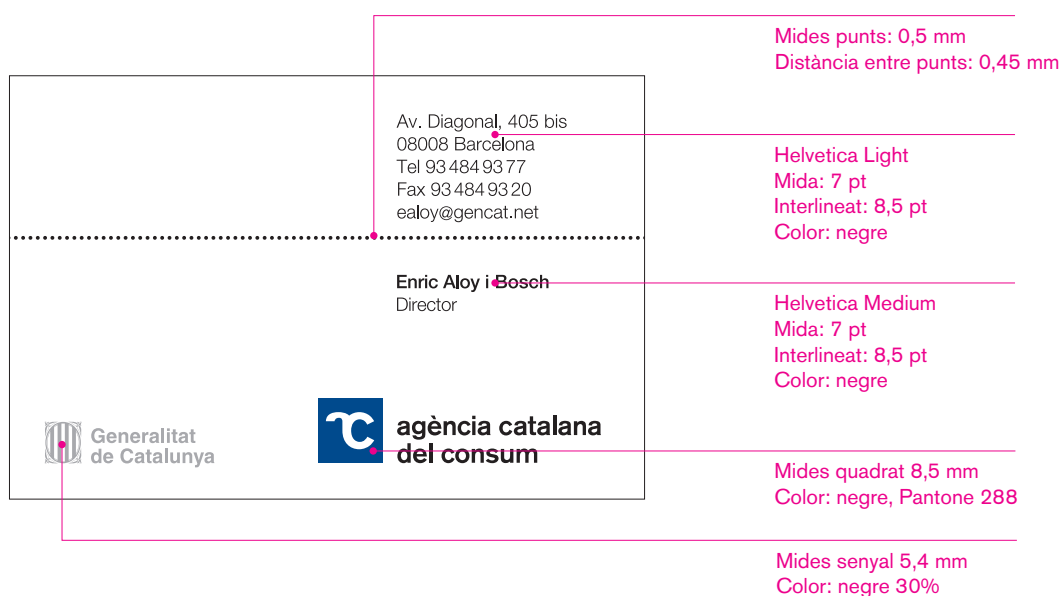 Mides punts: 0,5 mm
Distància entre punts: 0,45 mm
Av. Diagonal, 405 bis
08008 Barcelona
Tel 93 484 93 77
Fax 93 484 93 20
ealoy@gencat.net
Helvetica Light
Mida: 7 pt
Interlineat: 8,5 pt
Color: negre
Enric Aloy i Bosch
Director
Helvetica Medium
Mida: 7 pt
Interlineat: 8,5 pt
Color: negre
Generalitat
de Catalunya
agència catalana
del consum
Mides quadrat 8,5 mm
Color: negre, Pantone 288
Mides senyal 5,4 mm
Color: negre 30%